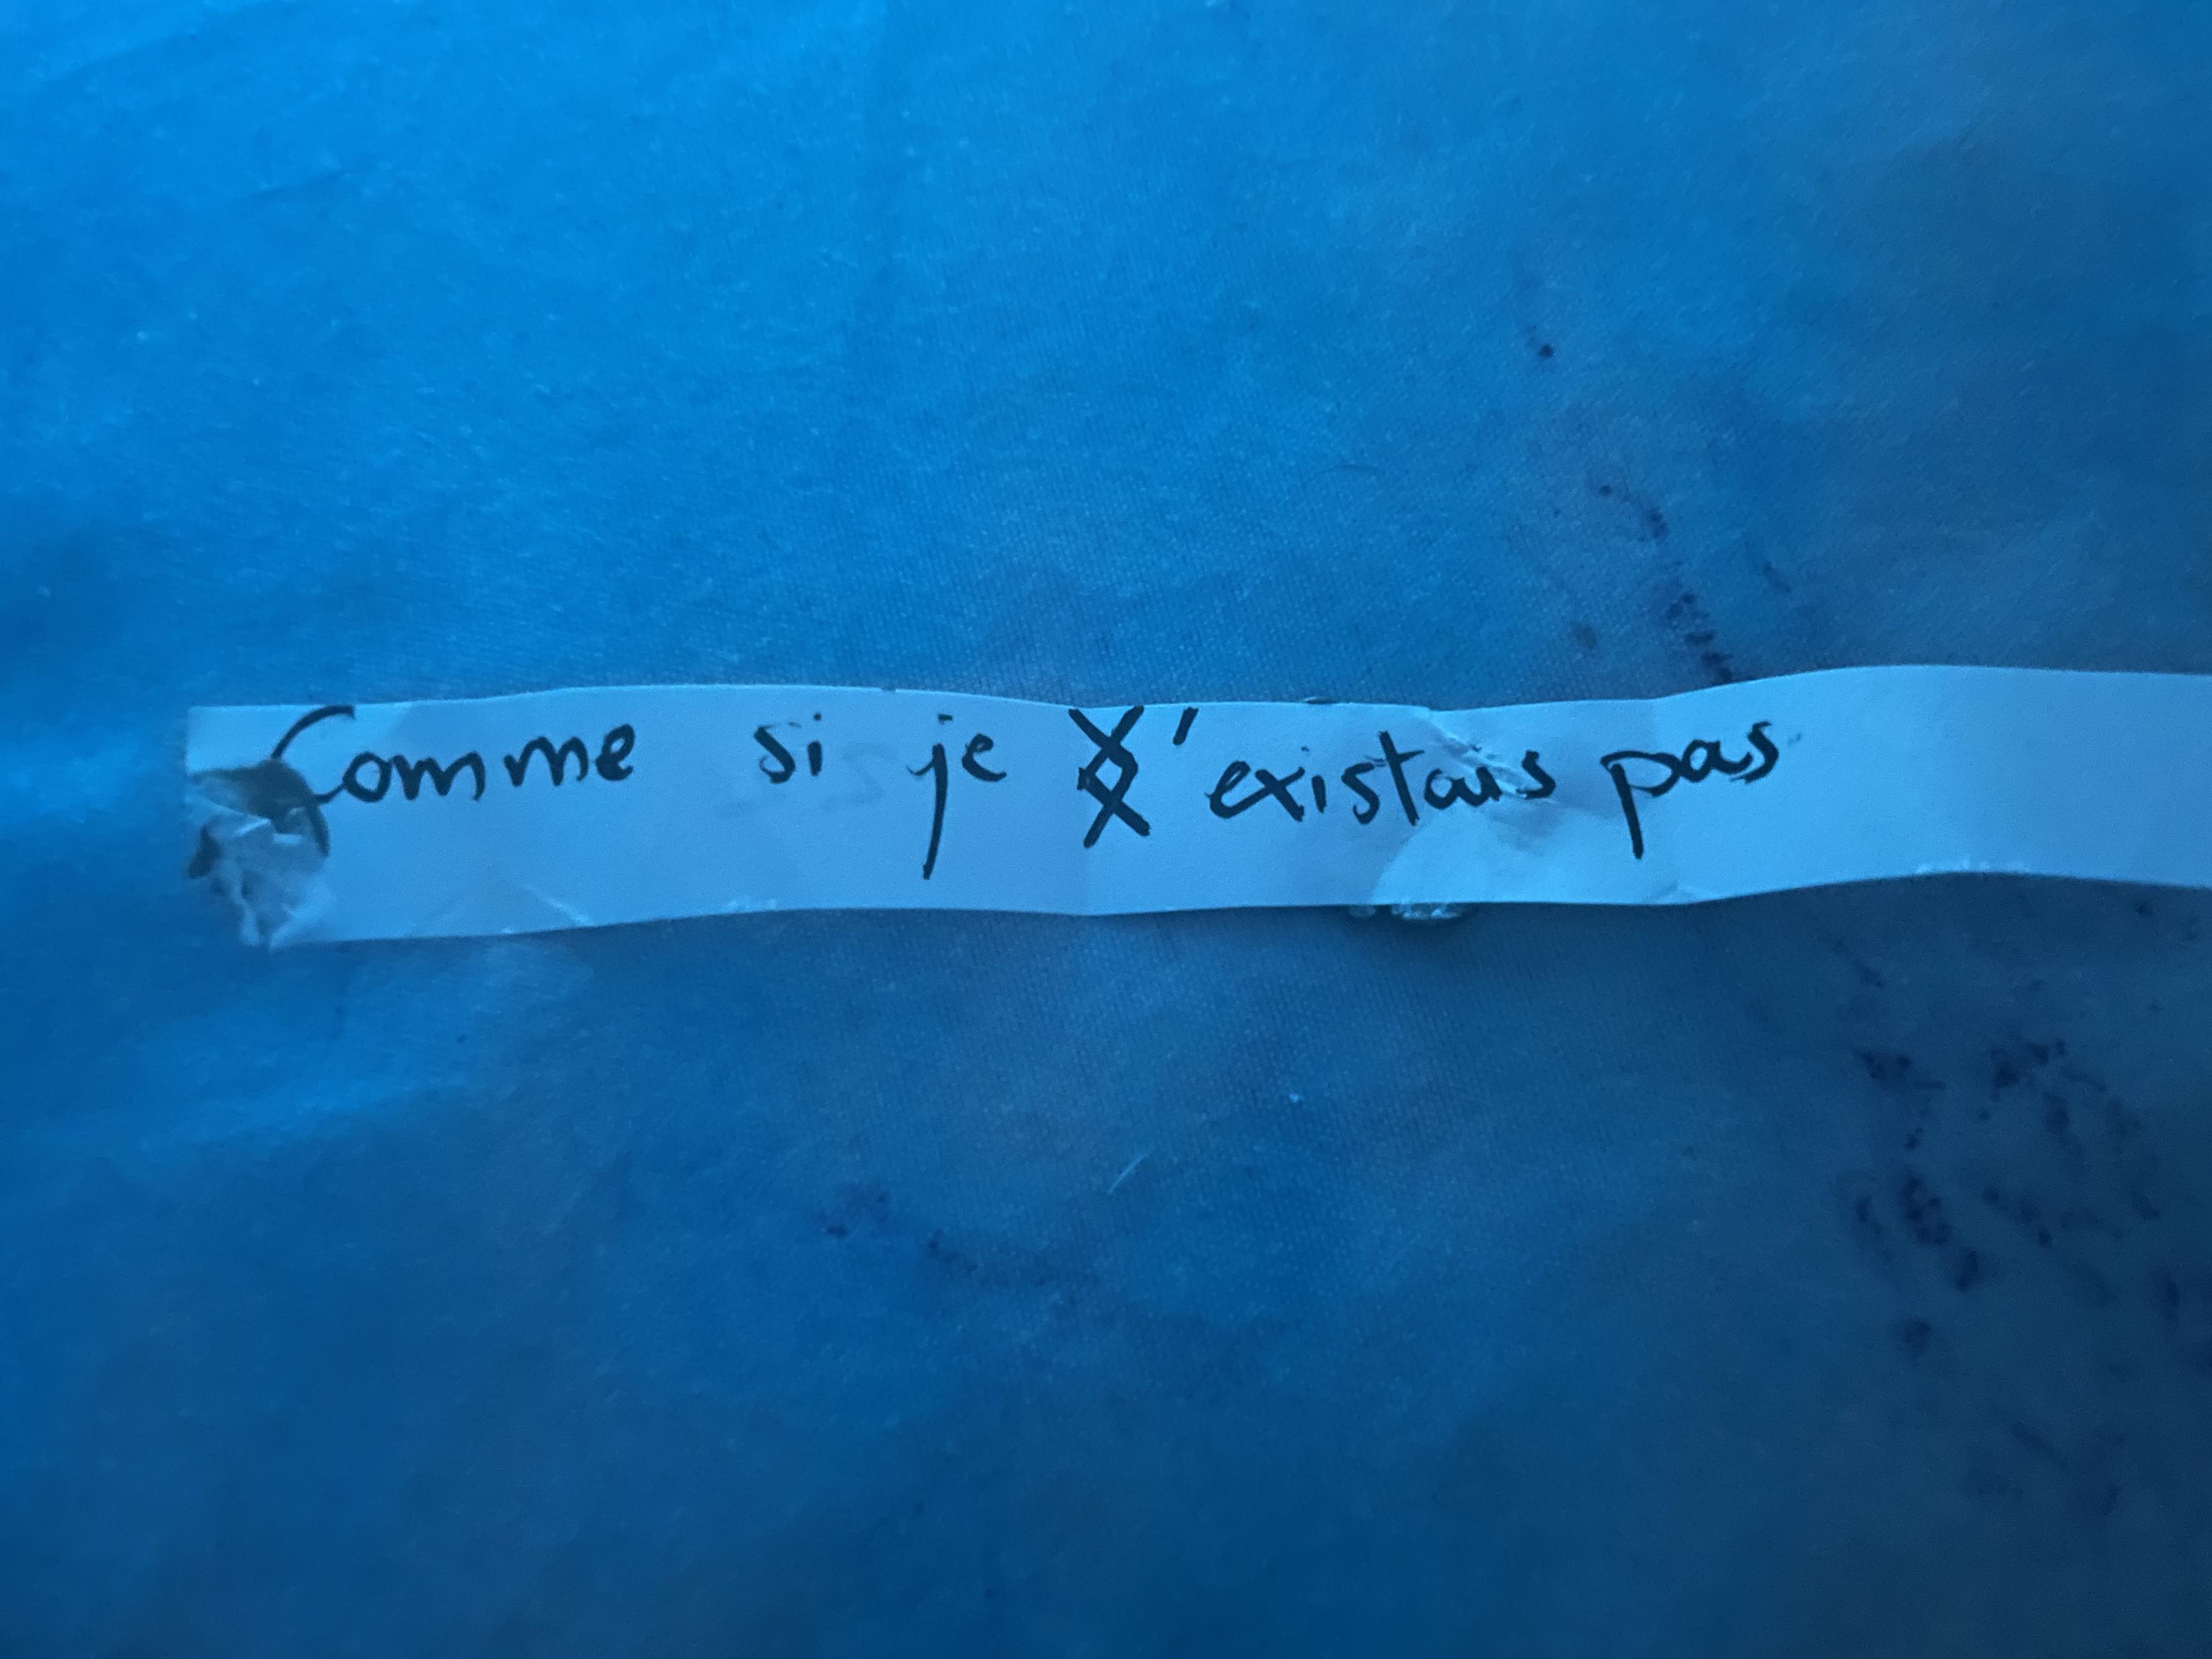 Comme si je X' existais pas